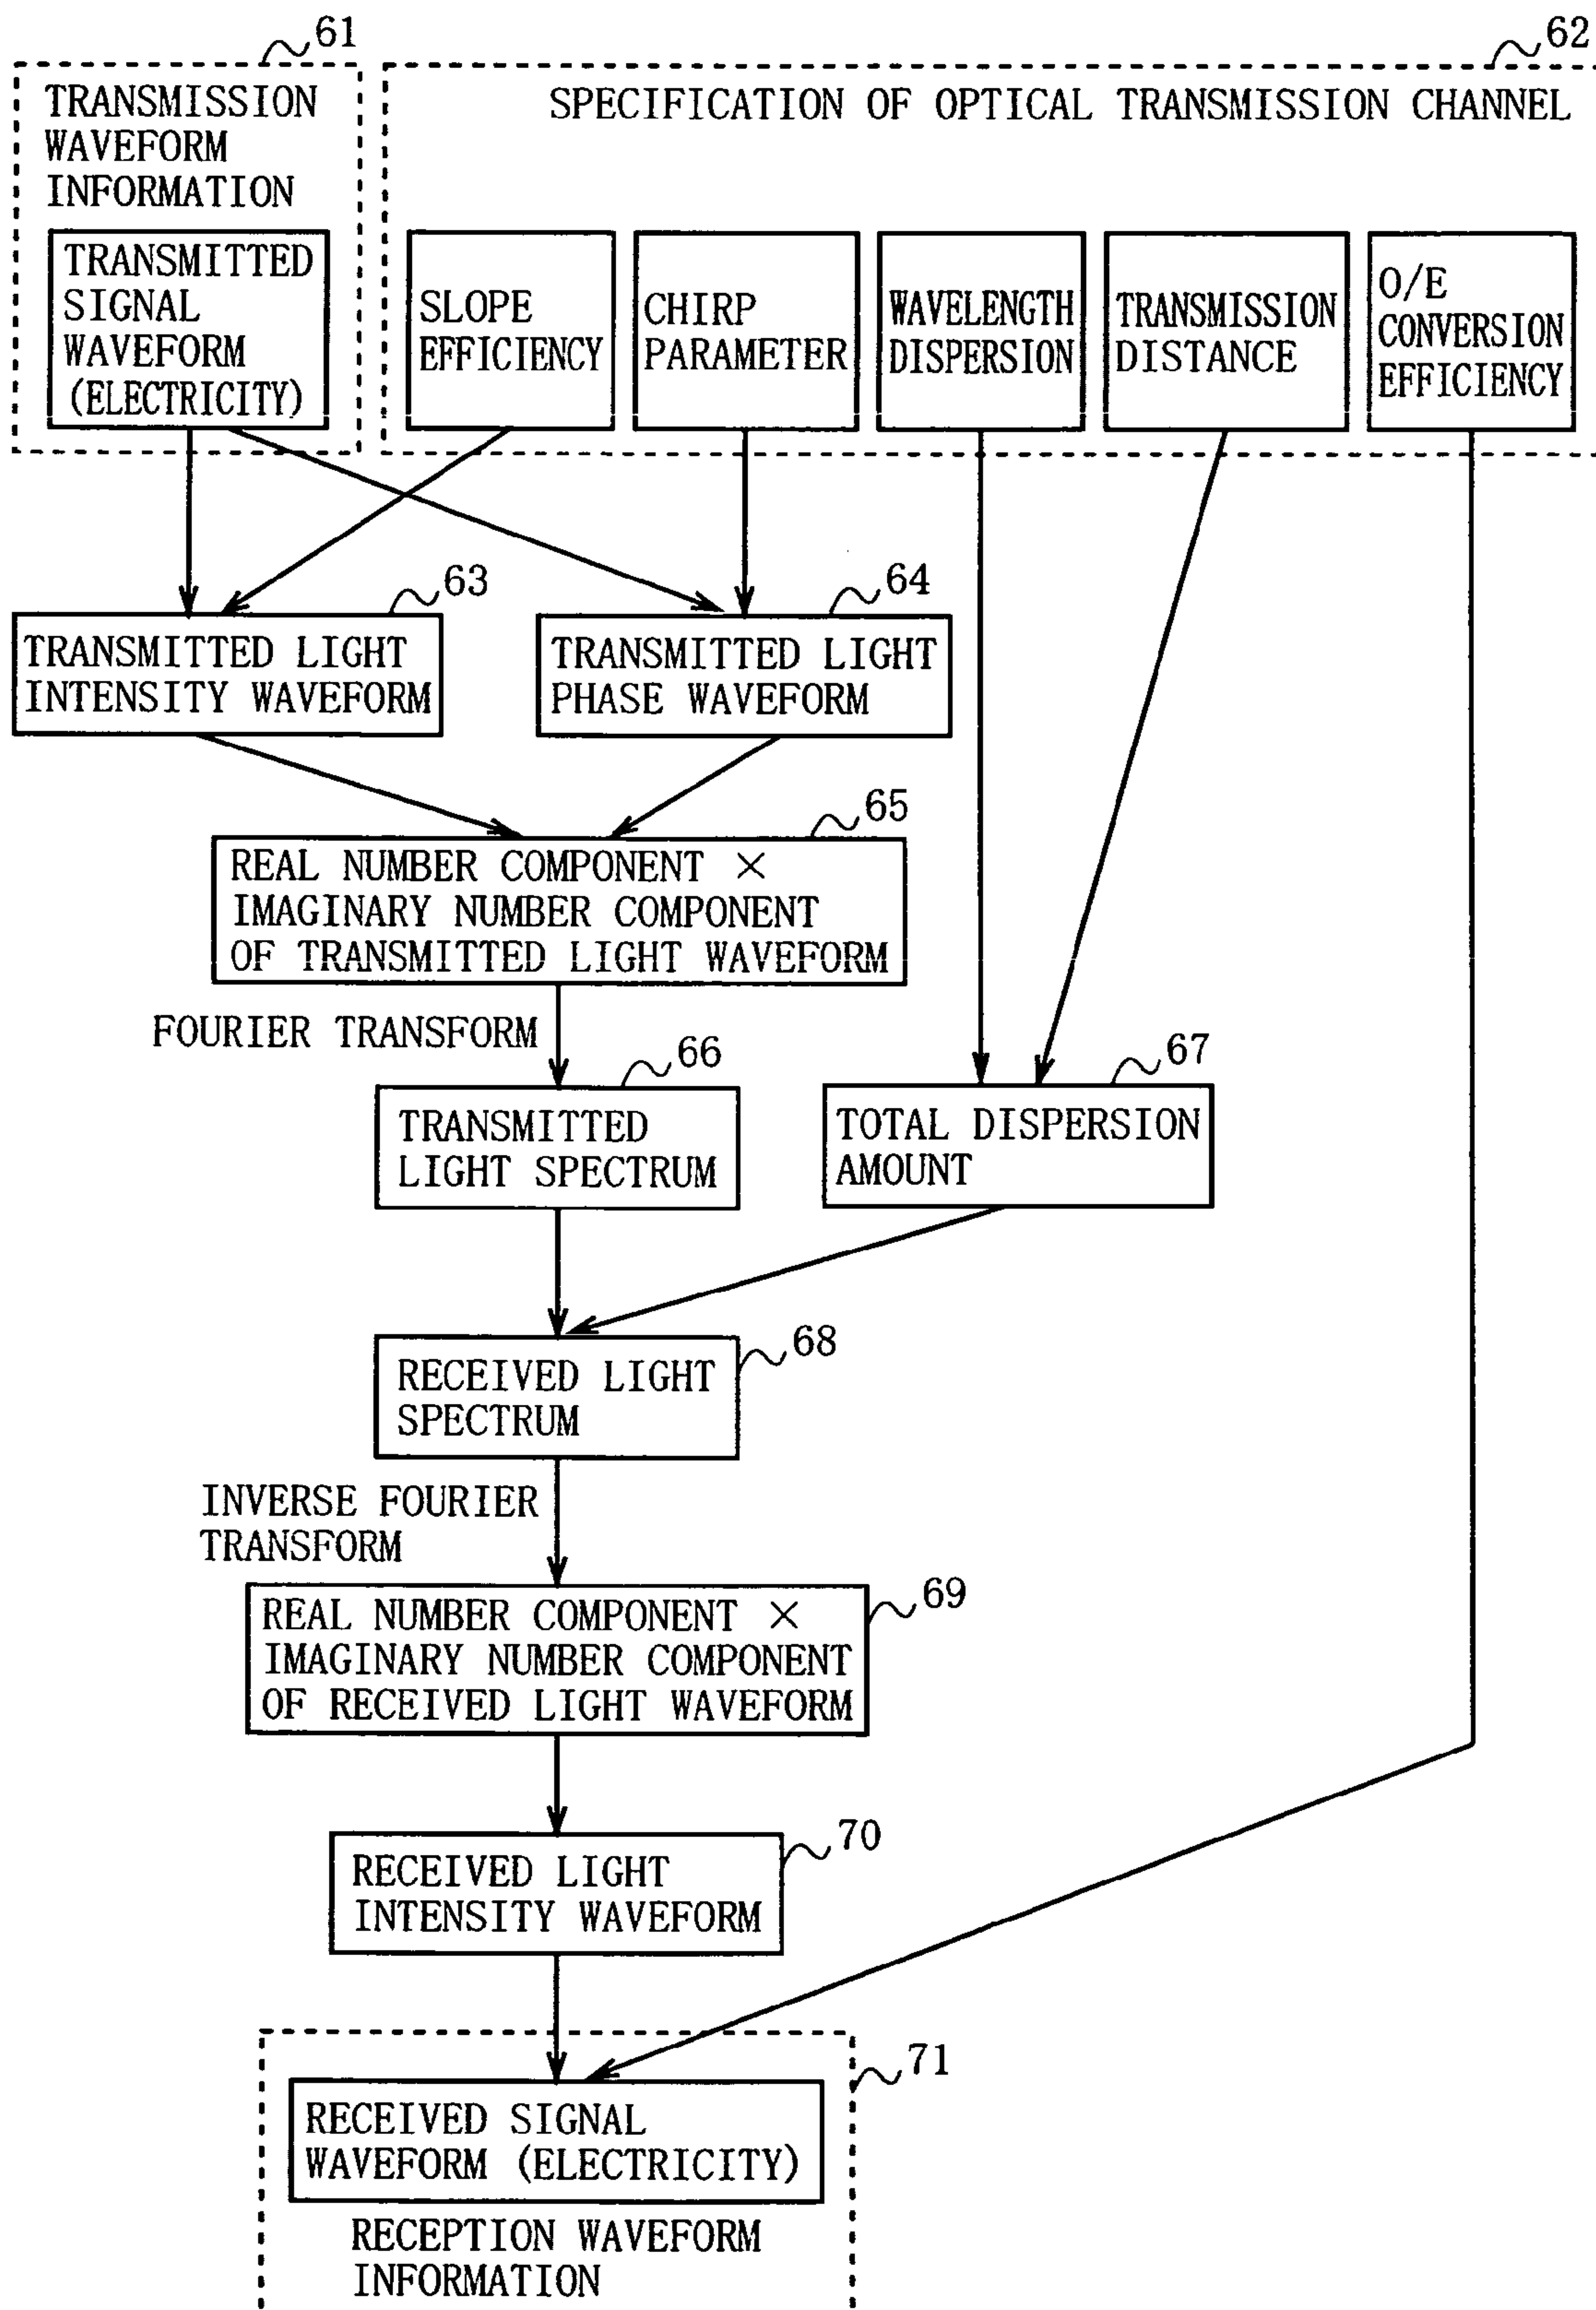 61
62
TRANSMISSION
WAVEFORM
INFORMATION
SPECIFICATION OF OPTICAL TRANSMISSION CHANNEL
TRANSMITTED
SIGNAL
WAVEFORM
(ELECTRICITY)
SLOPE
EFFICIENCY
CHIRP
PARAMETER
WAVELENGTH
DISPERSION
TRANSMISSION
DISTANCE
O/E
CONVERSION
EFFICIENCY
63
TRANSMITTED LIGHT
INTENSITY WAVEFORM
64
TRANSMITTED LIGHT
PHASE WAVEFORM
65
REAL NUMBER COMPONENT ×
IMAGINARY NUMBER COMPONENT
OF TRANSMITTED LIGHT WAVEFORM
FOURIER TRANSFORM
66
TRANSMITTED
LIGHT SPECTRUM
67
TOTAL DISPERSION
AMOUNT
68
RECEIVED LIGHT
SPECTRUM
INVERSE FOURIER
TRANSFORM
69
REAL NUMBER COMPONENT ×
IMAGINARY NUMBER COMPONENT
OF RECEIVED LIGHT WAVEFORM
70
RECEIVED LIGHT
INTENSITY WAVEFORM
71
RECEIVED SIGNAL
WAVEFORM (ELECTRICITY)
RECEPTION WAVEFORM
INFORMATION